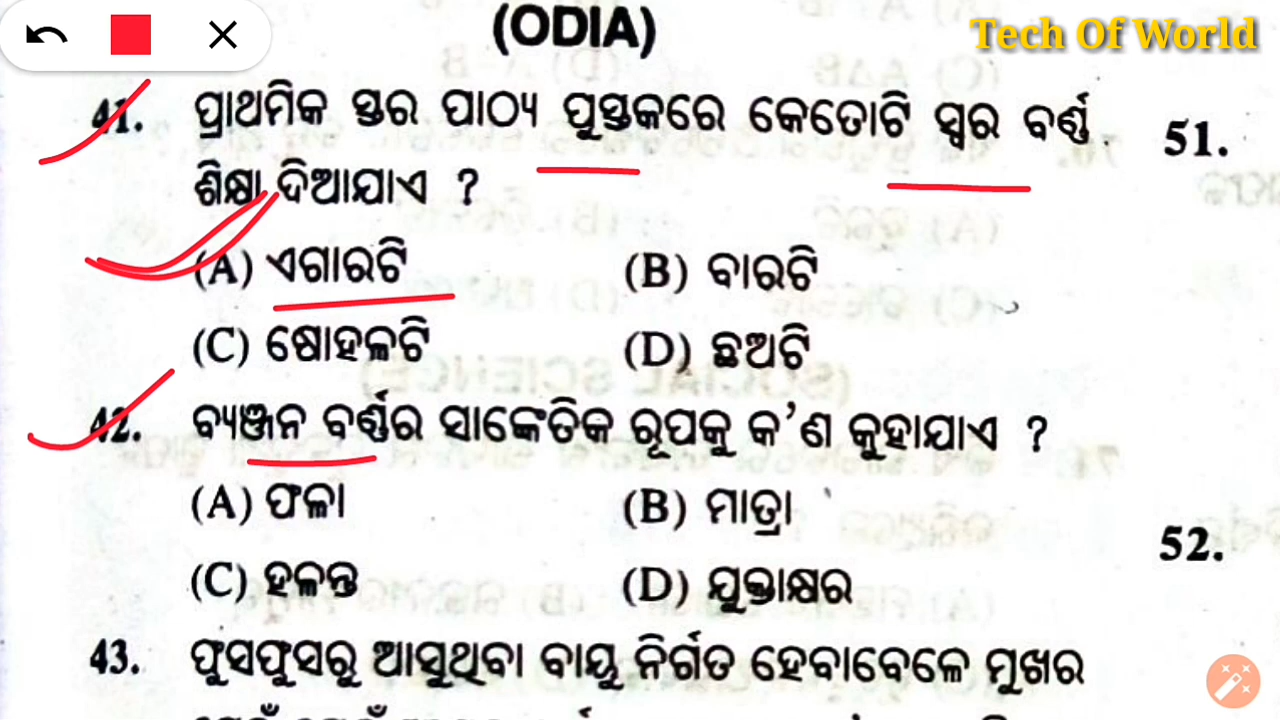 (ODIA)
Tech Of World
41. ପ୍ରାଥମିକ ସ୍ତର ପାଠ୍ୟ ପୁସ୍ତକରେ କେତୋଟି ସ୍ୱର ବର୍ଣ୍ଣ
51.
ଶିକ୍ଷା ଦିଆଯାଏ ?
(A) ଏଗାରଟି (B) ବାରଟି
(C) ଷୋହଳଟି (D) ଛଅଟି
42. ବ୍ୟଞ୍ଜନ ବର୍ଣ୍ଣର ସାଙ୍କେତିକ ରୂପକୁ କ'ଣ କୁହାଯାଏ ?
(A) ଫଳା (B) ମାତ୍ରା
52.
(C) ହଳନ୍ତ (D) ଯୁକ୍ତାକ୍ଷର
43. ଫୁସଫୁସରୁ ଆସୁଥିବା ବାୟୁ ନିର୍ଗତ ହେବାବେଳେ ମୁଖର